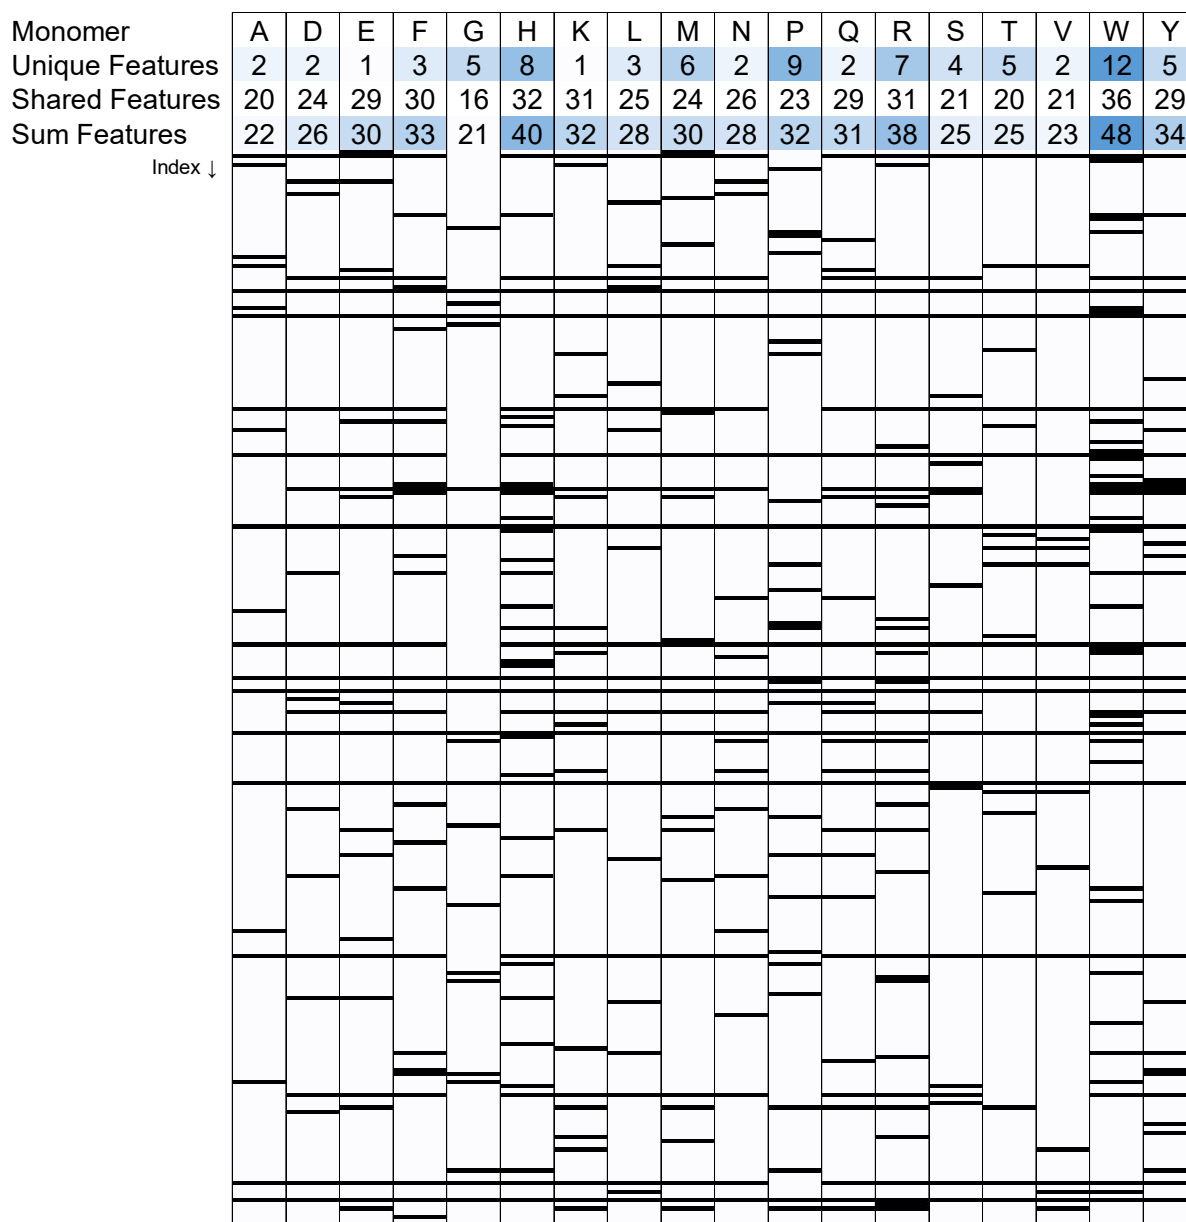 Monomer A D E F G H K L M N P Q R S T V W Y
Unique Features 2 2 1 3 5 8 1 3 6 2 9 2 7 4 5 2 12 5
Shared Features 20 24 29 30 16 32 31 25 24 26 23 29 31 21 20 21 36 29
Sum Features 22 26 30 33 21 40 32 28 30 28 32 31 38 25 25 23 48 34
Index ↓